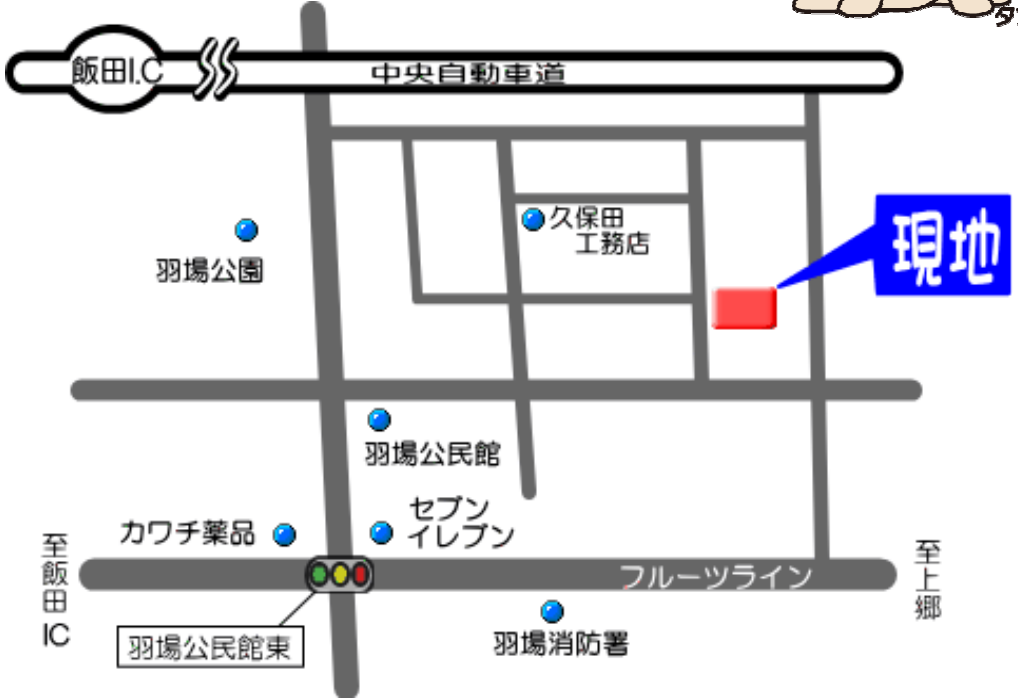 飯田I.C
中央自動車道
久保田
工務店
羽場公園
現地
羽場公民館
セブン
イレブン
カワチ薬品
至飯田IC
フルーツライン
至上郷
羽場公民館東
羽場消防署